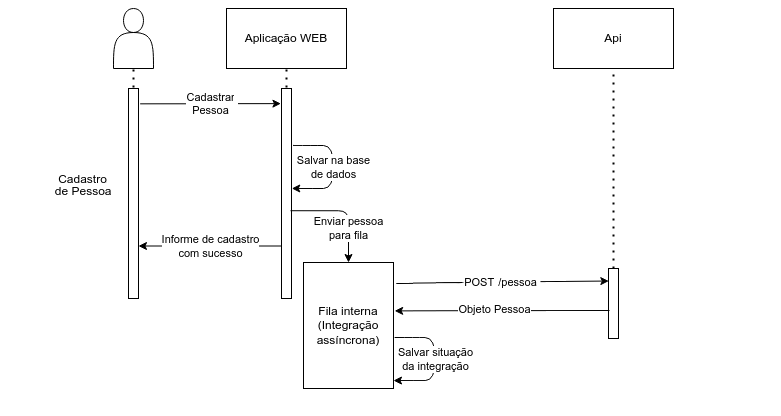 Aplicação WEB
Api
Cadastrar
Pessoa
Salvar na base
de dados
Cadastro
de Pessoa
Enviar pessoa
para fila
Informe de cadastro
com sucesso
POST /pessoa
Objeto Pessoa
Fila interna
(Integração
assíncrona)
Salvar situação
da integração